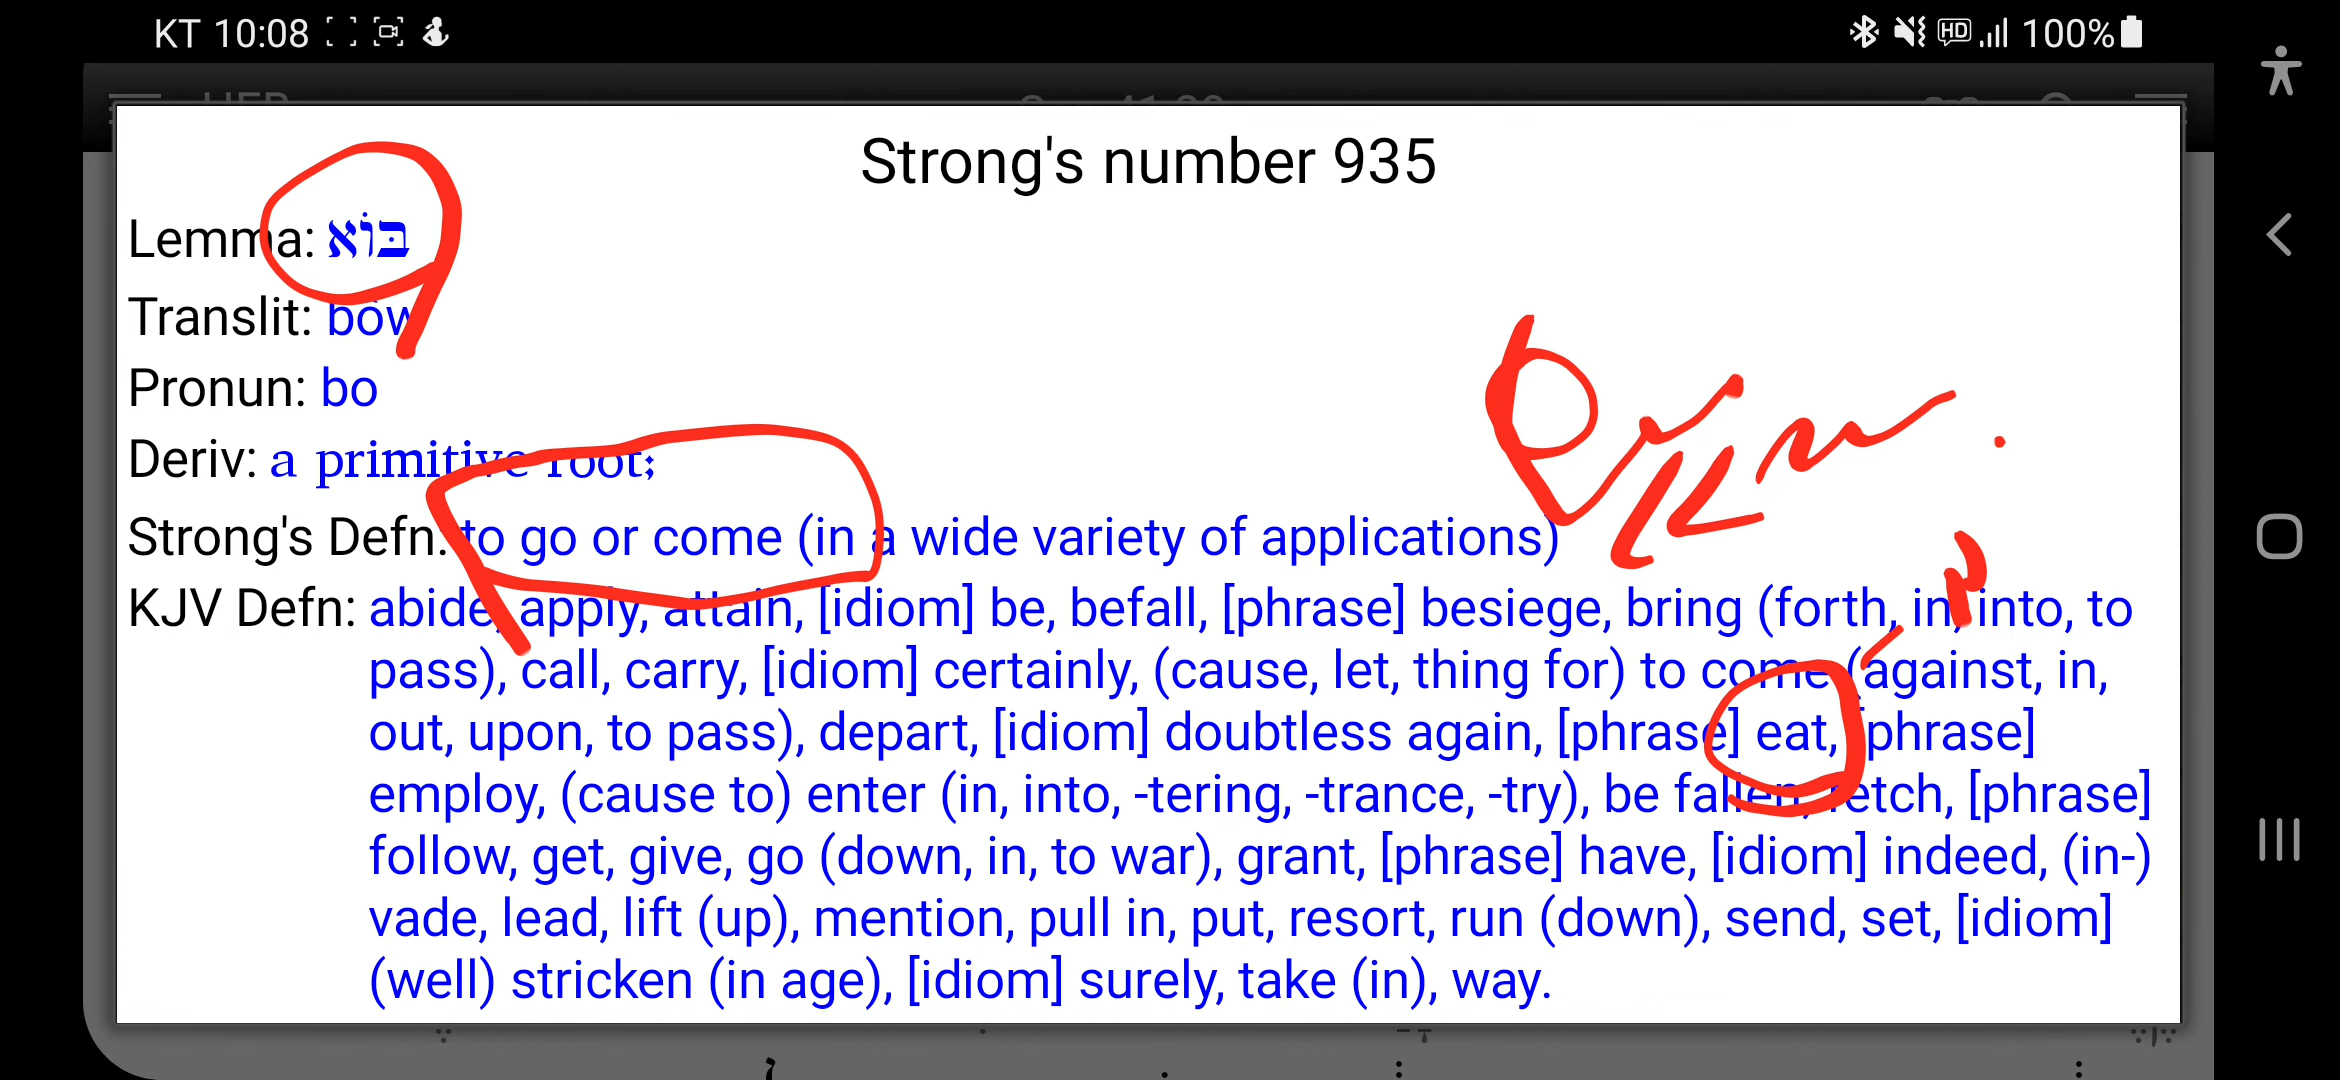 KT 10:08 HD 100%
Strong's number 935
Lemma: בּוֹא
Translit: bôwʼ
Pronun: bo
Deriv: a primitive root;
Strong's Defn: to go or come (in a wide variety of applications)
KJV Defn: abide, apply, attain, [idiom] be, befall, [phrase] besiege, bring (forth, in, into, to
pass), call, carry, [idiom] certainly, (cause, let, thing for) to come (against, in,
out, upon, to pass), depart, [idiom] doubtless again, [phrase] eat, [phrase]
employ, (cause to) enter (in, into, -tering, -trance, -try), be fallen, fetch, [phrase]
follow, get, give, go (down, in, to war), grant, [phrase] have, [idiom] indeed, (in-)
vade, lead, lift (up), mention, pull in, put, resort, run (down), send, set, [idiom]
(well) stricken (in age), [idiom] surely, take (in), way.